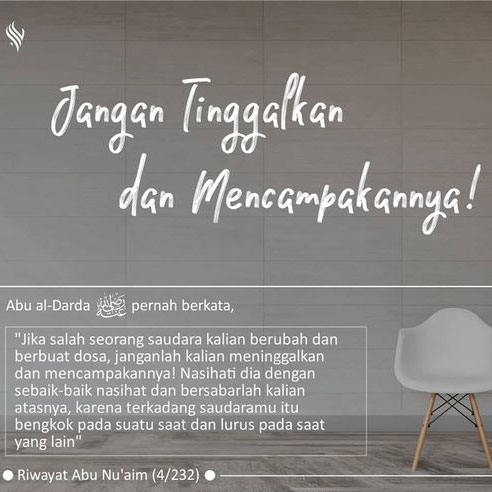 Jangan Tinggalkan
dan Mencampakannya!
Abu al-Darda رضي الله عنه pernah berkata,
"Jika salah seorang saudara kalian berubah dan
berbuat dosa, janganlah kalian meninggalkan
dan mencampakannya! Nasihati dia dengan
sebaik-baik nasihat dan bersabarlah kalian
atasnya, karena terkadang saudaramu itu
bengkok pada suatu saat dan lurus pada saat
yang lain"
Riwayat Abu Nu'aim (4/232)